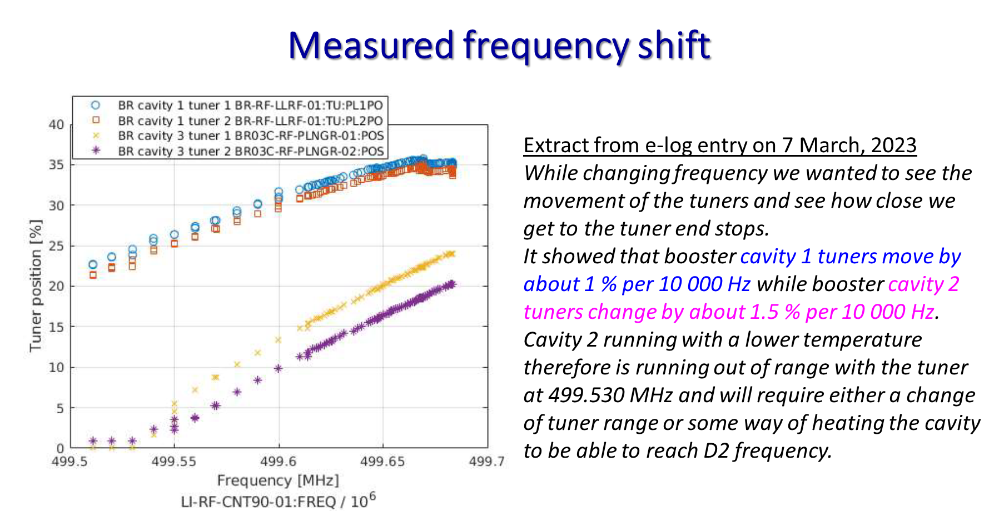 Measured frequency shift
BR cavity 1 tuner 1 BR-RF-LLRF-01:TU:PL1PO
BR cavity 1 tuner 2 BR-RF-LLRF-01:TU:PL2PO
BR cavity 3 tuner 1 BR03C-RF-PLNGR-01:POS
BR cavity 3 tuner 2 BR03C-RF-PLNGR-02:POS
40
35
30
25
20
15
10
5
0
Tuner position [%]
499.5 499.55 499.6 499.65 499.7
Frequency [MHz]
LI-RF-CNT90-01:FREQ / 10⁶
Extract from e-log entry on 7 March, 2023
While changing frequency we wanted to see the
movement of the tuners and see how close we
get to the tuner end stops.
It showed that booster cavity 1 tuners move by
about 1 % per 10 000 Hz while booster cavity 2
tuners change by about 1.5 % per 10 000 Hz.
Cavity 2 running with a lower temperature
therefore is running out of range with the tuner
at 499.530 MHz and will require either a change
of tuner range or some way of heating the cavity
to be able to reach D2 frequency.